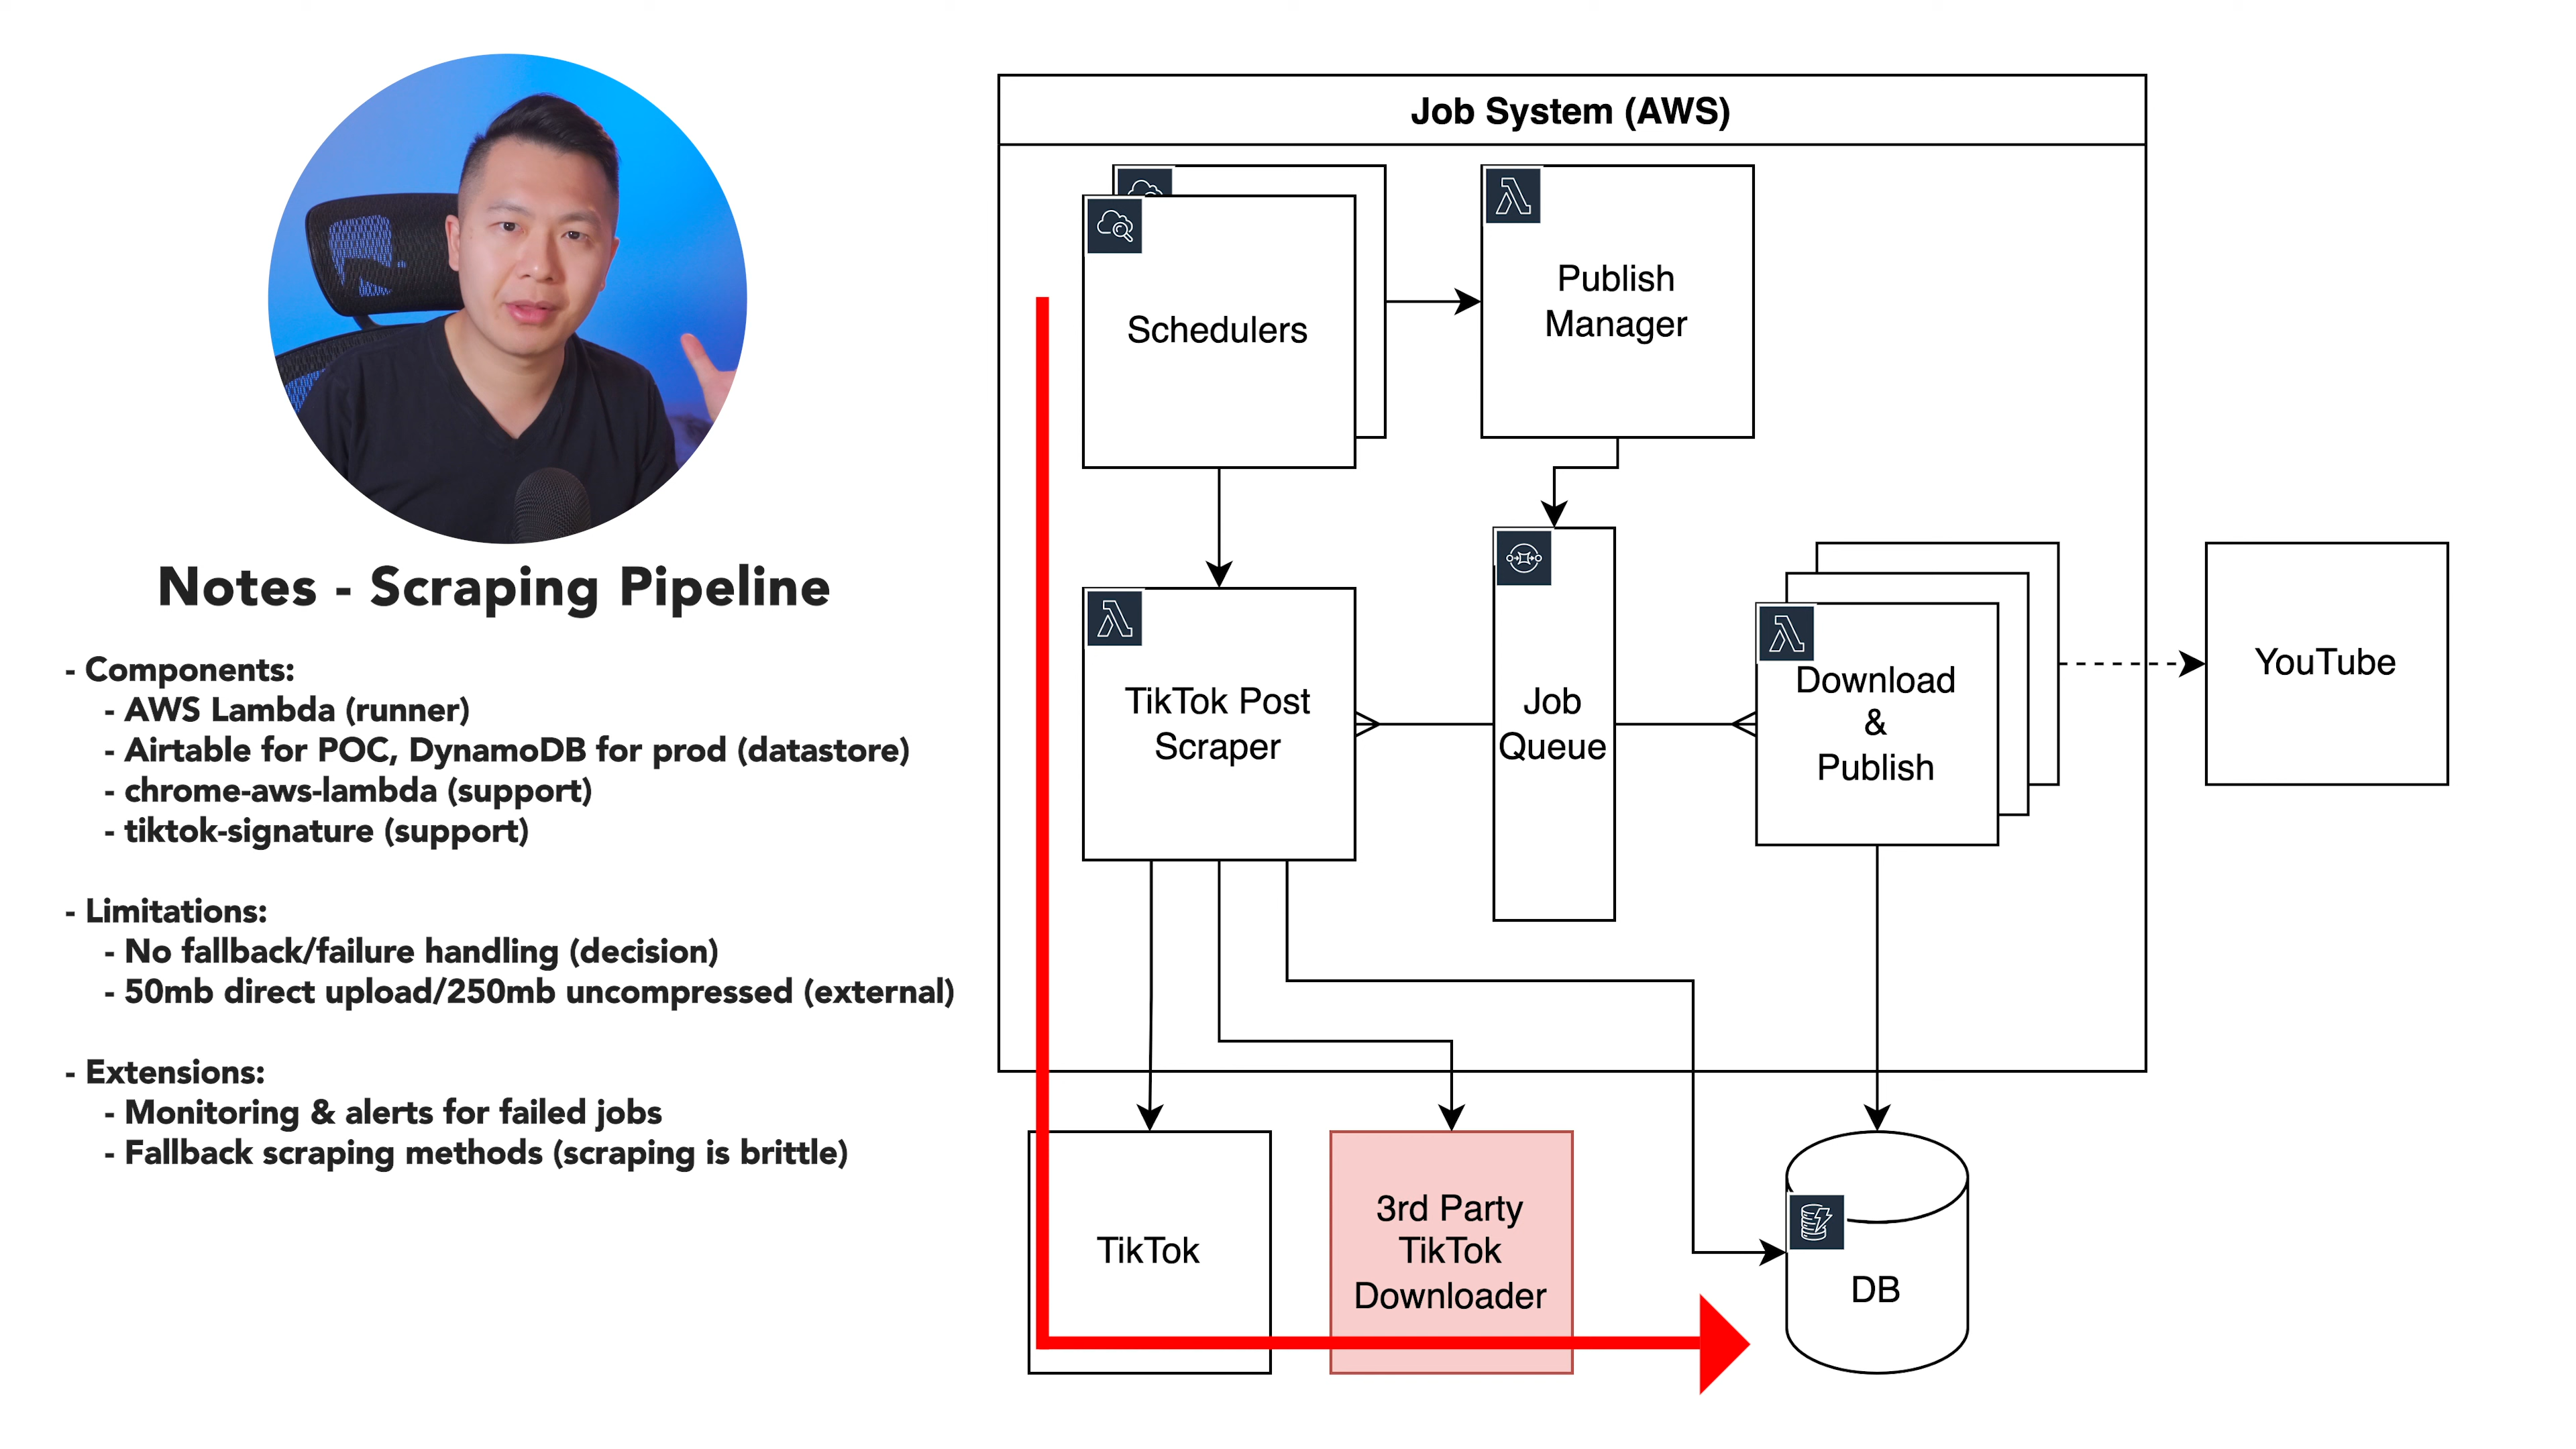 Notes - Scraping Pipeline
- Components:
- AWS Lambda (runner)
- Airtable for POC, DynamoDB for prod (datastore)
- chrome-aws-lambda (support)
- tiktok-signature (support)
- Limitations:
- No fallback/failure handling (decision)
- 50mb direct upload/250mb uncompressed (external)
- Extensions:
- Monitoring & alerts for failed jobs
- Fallback scraping methods (scraping is brittle)
Job System (AWS)
Schedulers
Publish
Manager
TikTok Post
Scraper
Job
Queue
Download
&
Publish
YouTube
TikTok
3rd Party
TikTok
Downloader
DB